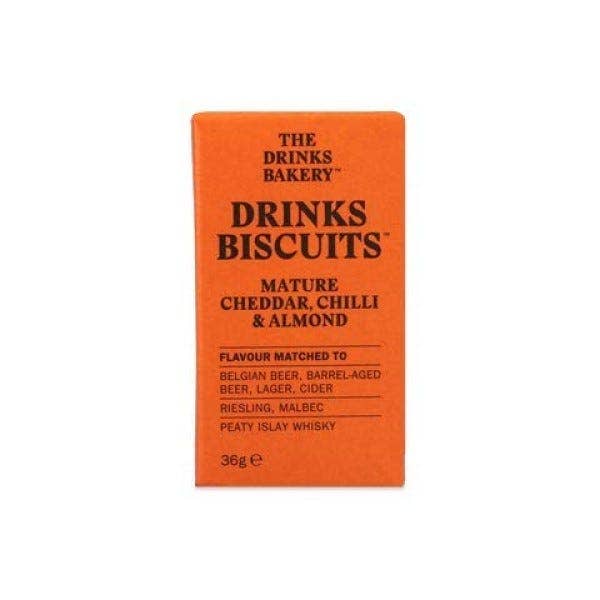 THE
DRINKS
BAKERY™
DRINKS
BISCUITS™
MATURE
CHEDDAR, CHILLI
& ALMOND
FLAVOUR MATCHED TO
BELGIAN BEER, BARREL-AGED
BEER, LAGER, CIDER
RIESLING, MALBEC
PEATY ISLAY WHISKY
36g ℮